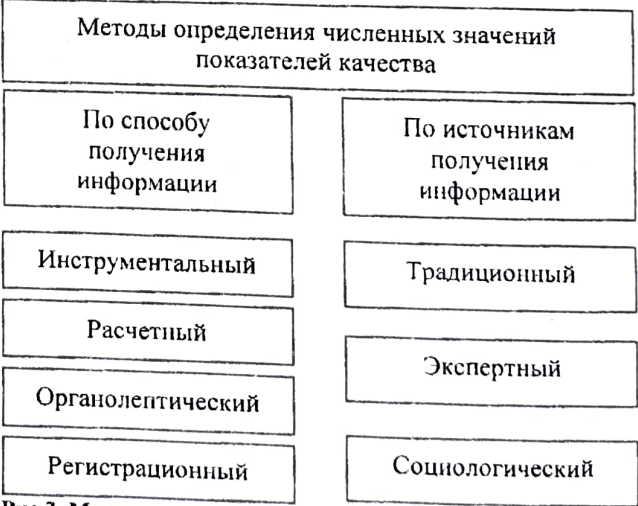 Методы определения численных значений
показателей качества
По способу
получения
информации
По источникам
получения
информации
Инструментальный
Традиционный
Расчетный
Экспертный
Органолептический
Регистрационный
Социологический